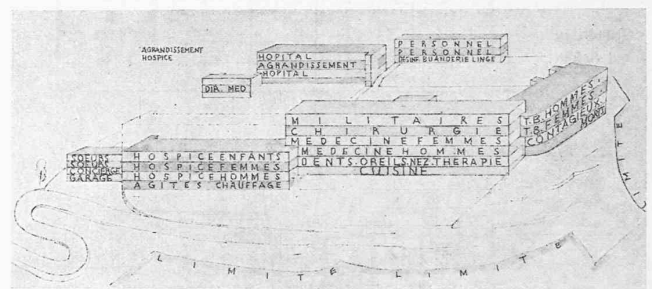 AGRANDISSEMENT
HOSPICE
HOPITAL
AGRANDISSEMENT
HOPITAL
PERSONNEL
PERSONNEL
DESINF. BUANDERIE LINGE
DIR. MED
MILITAIRES
CHIRURGIE
MEDECINE FEMMES
MEDECINE HOMMES
DENTS. OREILS. NEZ. THERAPIE
CUISINE
T.B. HOMMES.
T.B. FEMMES.
CONTAGIEUX.
SOEURS
SOEURS
CONCIERGE
GARAGE
HOSPICE ENFANTS
HOSPICE FEMMES
HOSPICE HOMMES
AGITES CHAUFFAGE
LIMITE
LIMITE
LIMITE